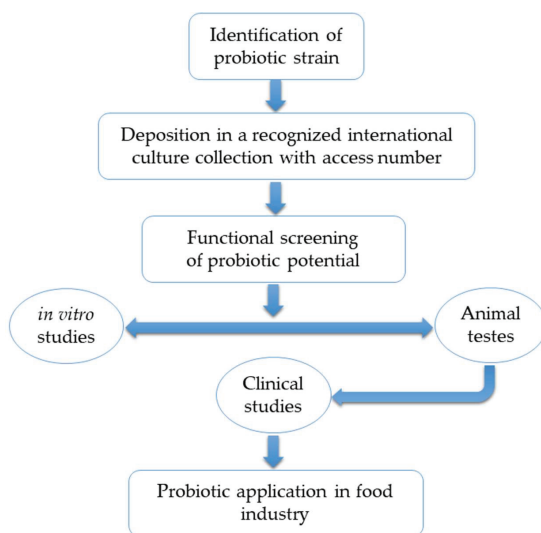 Identification of
probiotic strain
Deposition in a recognized international
culture collection with access number
Functional screening
of probiotic potential
in vitro
studies
Animal
testes
Clinical
studies
Probiotic application in food
industry